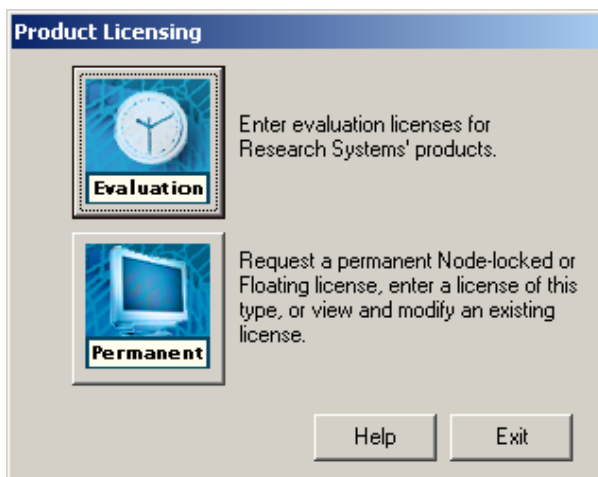 Product Licensing
Enter evaluation licenses for
Research Systems' products.
Evaluation
Request a permanent Node-locked or
Floating license, enter a license of this
type, or view and modify an existing
license.
Permanent
Help
Exit